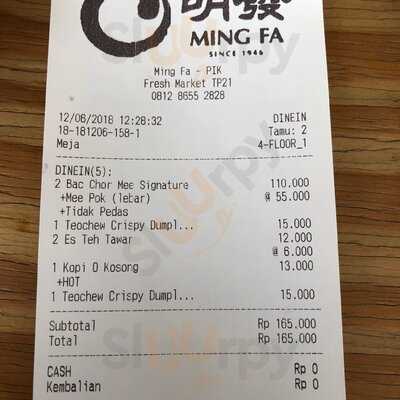 明發
MING FA
SINCE 1946
Ming Fa - PIK
Fresh Market TP21
0812 8655 2828
12/06/2018 12:28:32 DINEIN
18-181206-158-1 Tamu: 2
Meja 4-FLOOR_1
DINEIN(5):
2 Bac Chor Mee Signature 110.000
+Mee Pok (lebar) @ 55.000
+Tidak Pedas
1 Teochew Crispy Dumpl... 15.000
2 Es Teh Tawar 12.000
@ 6.000
1 Kopi O Kosong 13.000
+HOT
1 Teochew Crispy Dumpl... 15.000
Subtotal Rp 165.000
Total Rp 165.000
CASH Rp 0
Kembalian Rp 0
Sluurpy
Sluurpy
Sluurpy